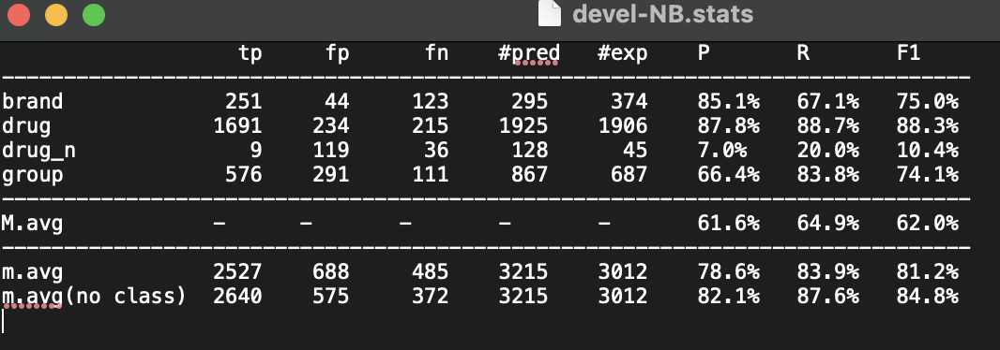 devel-NB.stats
tp fp fn #pred #exp P R F1
------------------------------------------------------------------------------
brand 251 44 123 295 374 85.1% 67.1% 75.0%
drug 1691 234 215 1925 1906 87.8% 88.7% 88.3%
drug_n 9 119 36 128 45 7.0% 20.0% 10.4%
group 576 291 111 867 687 66.4% 83.8% 74.1%
------------------------------------------------------------------------------
M.avg - - - - - 61.6% 64.9% 62.0%
------------------------------------------------------------------------------
m.avg 2527 688 485 3215 3012 78.6% 83.9% 81.2%
m.avg(no class) 2640 575 372 3215 3012 82.1% 87.6% 84.8%